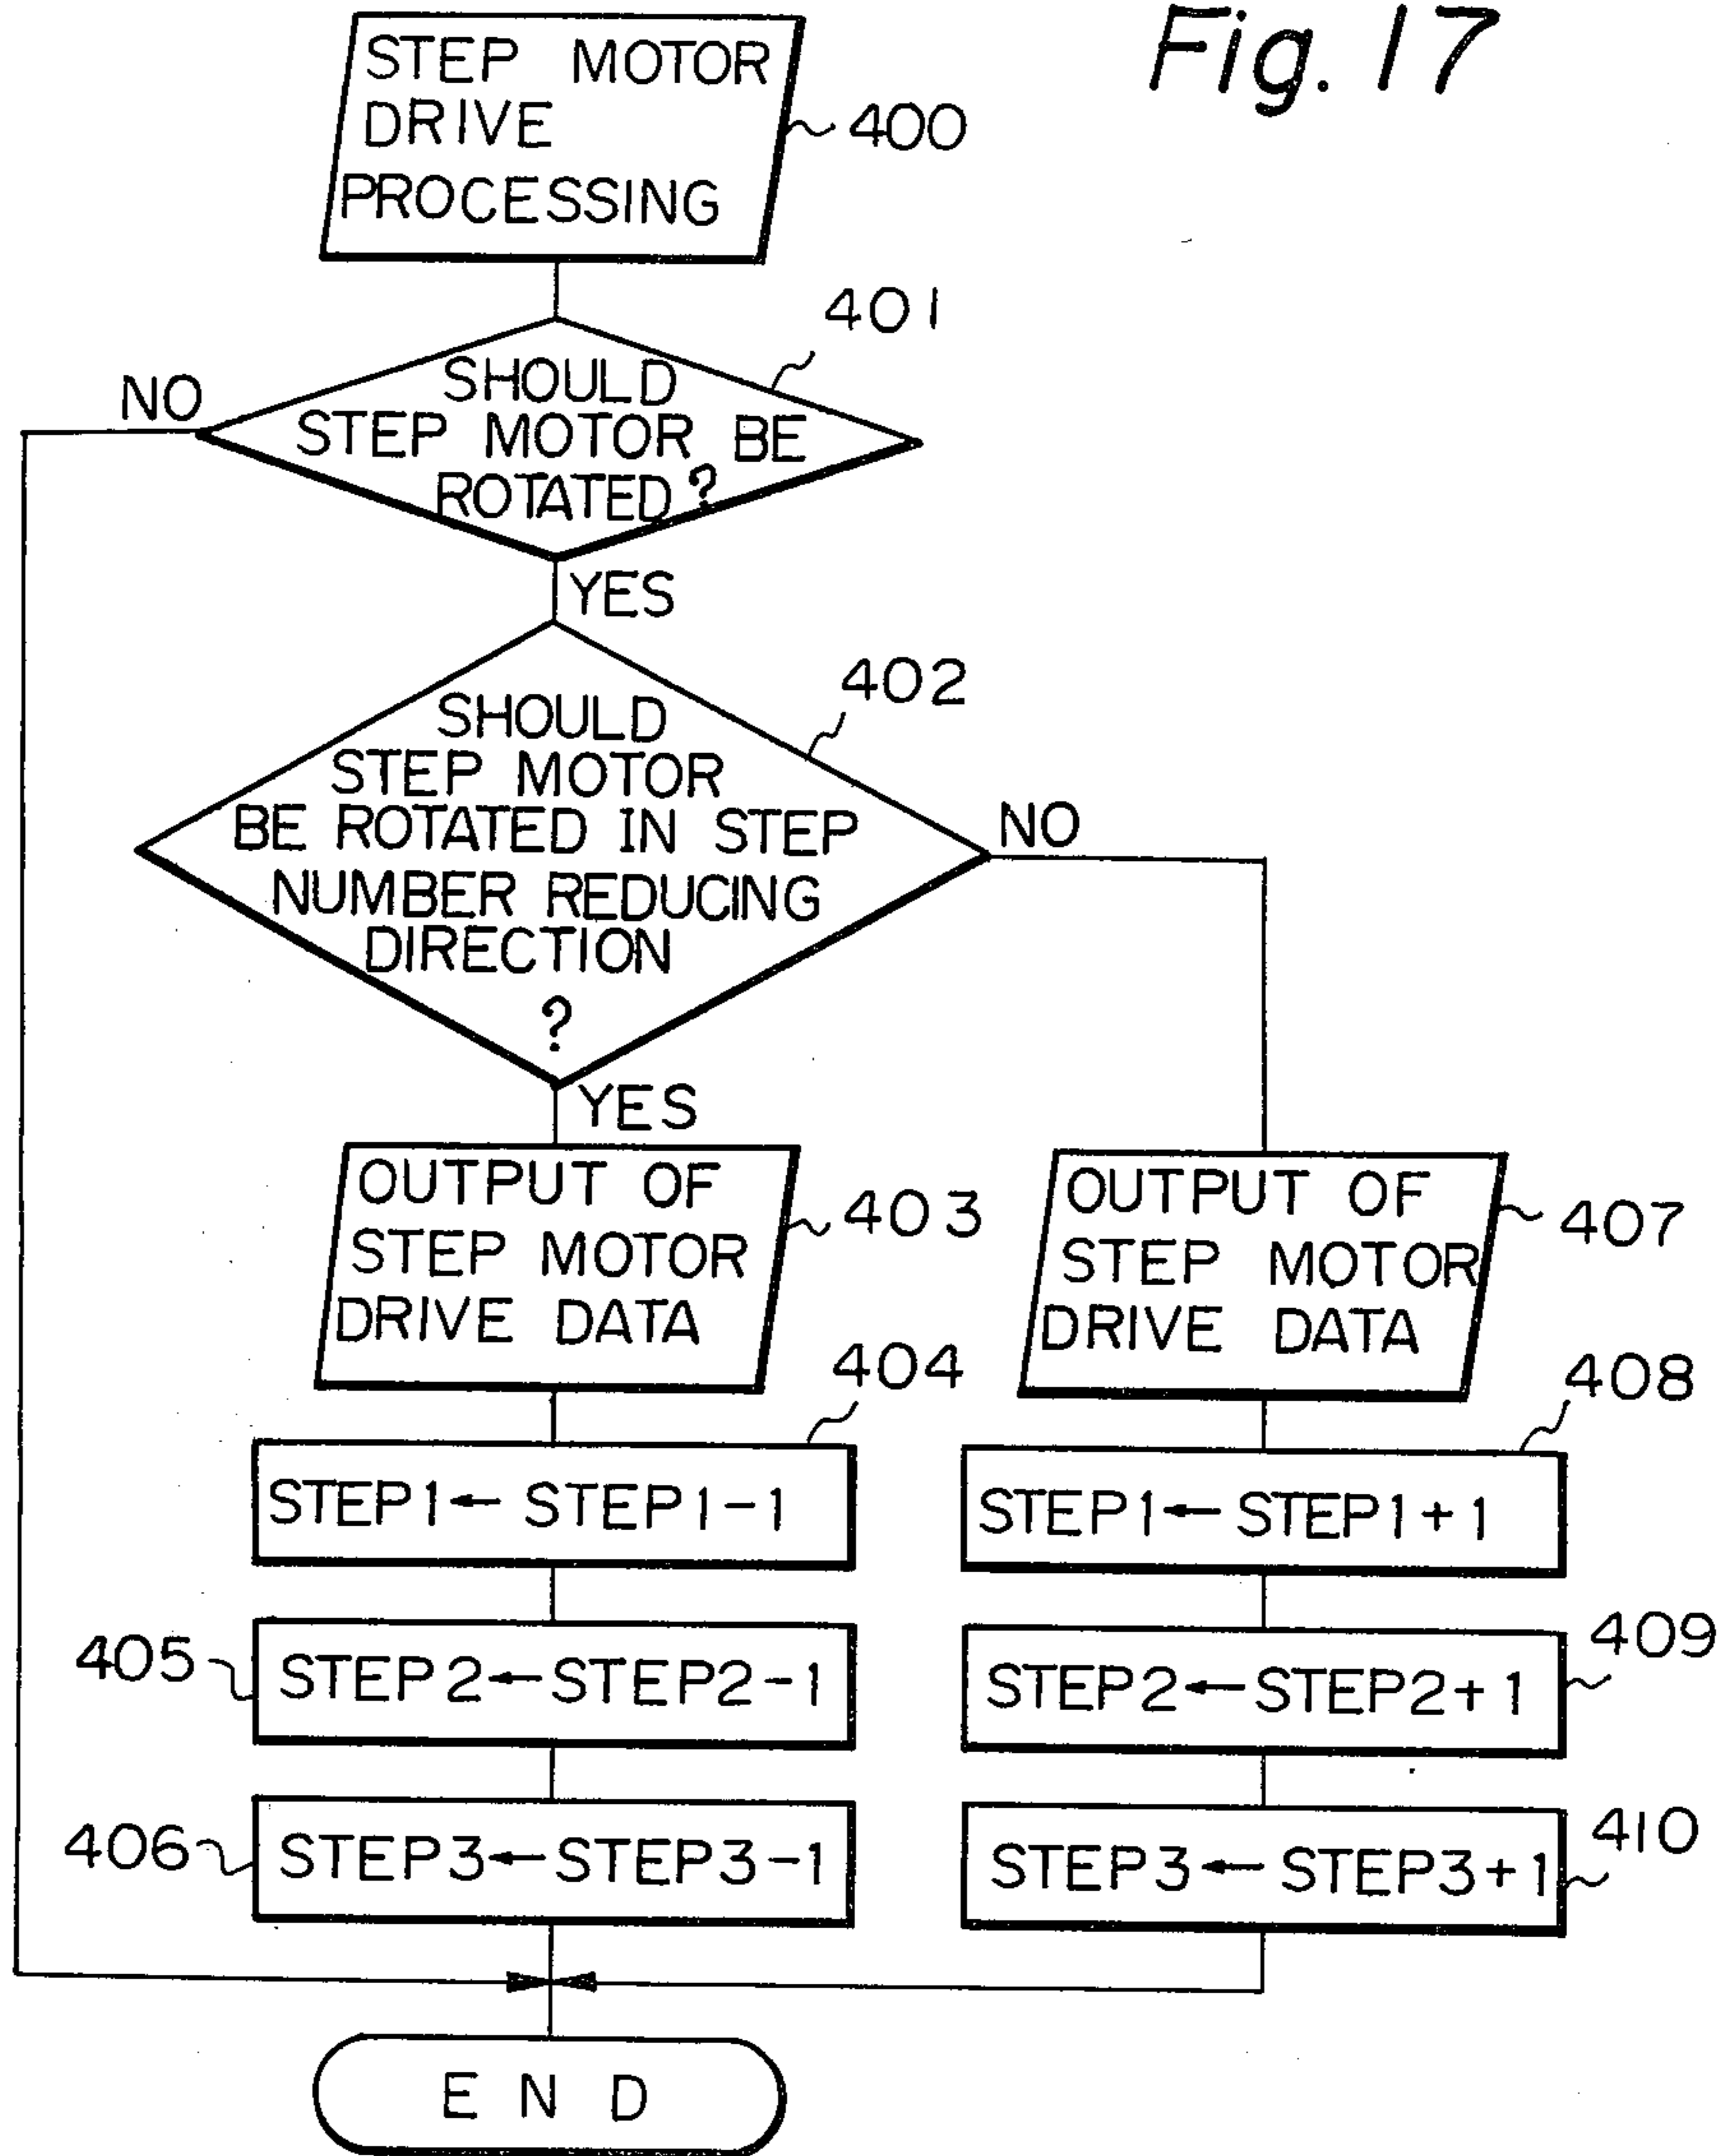 Fig. 17
STEP MOTOR
DRIVE
PROCESSING
400
401
SHOULD
STEP MOTOR BE
ROTATED?
NO
YES
402
SHOULD
STEP MOTOR
BE ROTATED IN STEP
NUMBER REDUCING
DIRECTION
?
NO
YES
OUTPUT OF
STEP MOTOR
DRIVE DATA
403
404
STEP1 ← STEP1-1
405
STEP2 ← STEP2-1
406
STEP3 ← STEP3-1
OUTPUT OF
STEP MOTOR
DRIVE DATA
407
408
STEP1 ← STEP1+1
409
STEP2 ← STEP2+1
410
STEP3 ← STEP3+1
END